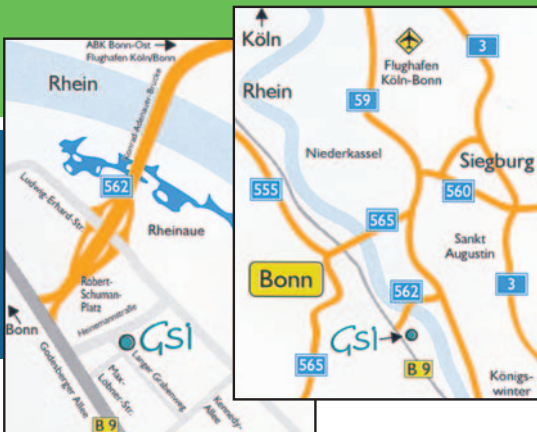 ABK Bonn-Ost
Flughafen Köln/Bonn
Rhein
Konrad-Adenauer-Brücke
562
Ludwig-Erhard-Str.
Rheinaue
Robert-
Schuman-
Platz
Heinemannstraße
Bonn
GSI
Godesberger Allee
Max-
Löbner-Str.
Langer Grabenweg
Kennedy-
Allee
B 9
Köln
Flughafen
Köln-Bonn
3
Rhein
59
Niederkassel
Siegburg
555
560
565
Sankt
Augustin
Bonn
562
3
GSI
565
B 9
Königs-
winter